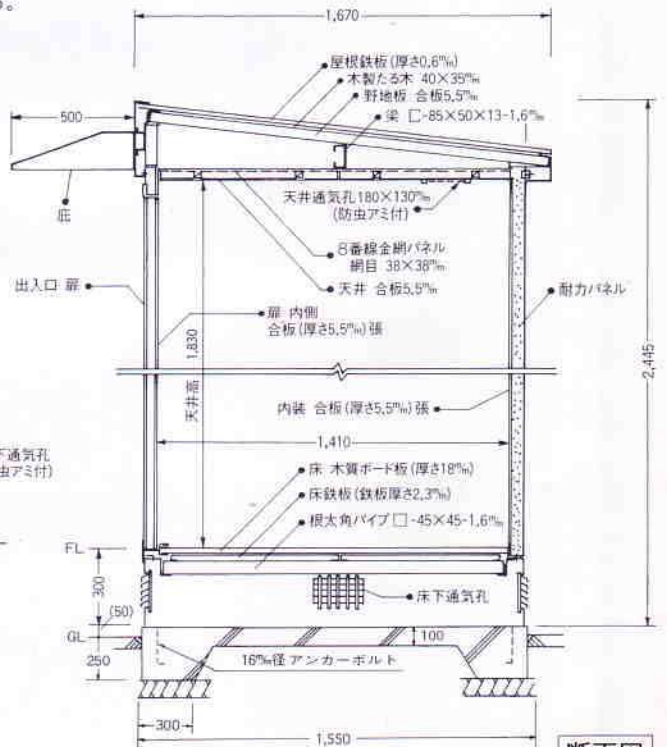 。
1,670
屋根鉄板(厚さ0.6㎜)
木製たる木 40×35㎜
野地板 合板5.5㎜
梁 匚-85×50×13-1.6㎜
500
庇
天井通気孔180×130㎜
(防虫アミ付)
8番線金網パネル
網目 38×38㎜
天井 合板5.5㎜
出入口 扉
耐力パネル
扉 内側
合板(厚さ5.5㎜)張
天井高 1,830
2,445
内装 合板(厚さ5.5㎜)張
1,410
下通気孔
虫アミ付)
床 木質ボード板(厚さ18㎜)
床鉄板(鉄板厚さ2.3㎜)
根太角パイプ □-45×45-1.6㎜
FL
300
床下通気孔
(50)
GL
100
250
16㎜径アンカーボルト
300
1,550
断面図